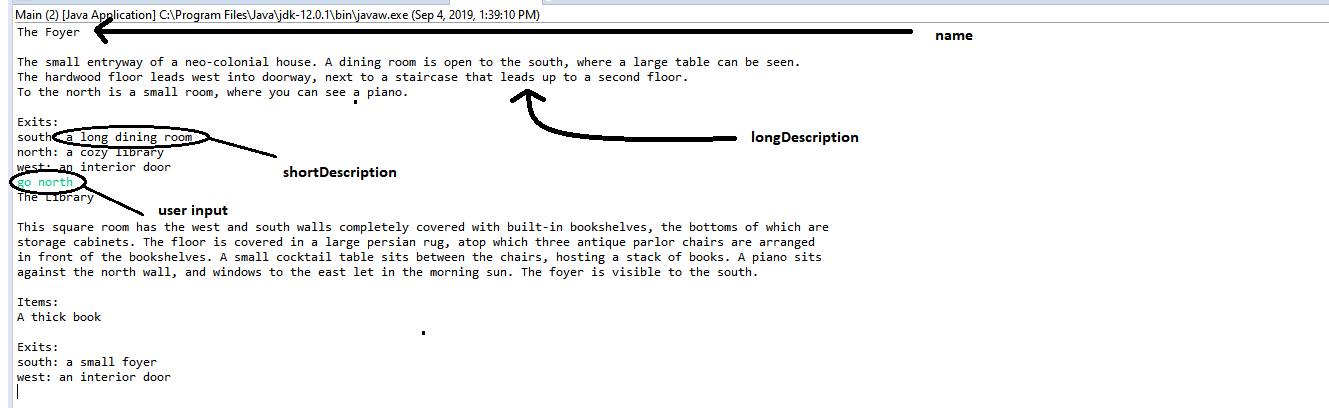 Main (2) [Java Application] C:\Program Files\Java\jdk-12.0.1\bin\javaw.exe (Sep 4, 2019, 1:39:10 PM)
The Foyer
name
The small entryway of a neo-colonial house. A dining room is open to the south, where a large table can be seen.
The hardwood floor leads west into doorway, next to a staircase that leads up to a second floor.
To the north is a small room, where you can see a piano.
longDescription
Exits:
south: a long dining room
north: a cozy library
west: an interior door
shortDescription
go north
The Library
user input
This square room has the west and south walls completely covered with built-in bookshelves, the bottoms of which are
storage cabinets. The floor is covered in a large persian rug, atop which three antique parlor chairs are arranged
in front of the bookshelves. A small cocktail table sits between the chairs, hosting a stack of books. A piano sits
against the north wall, and windows to the east let in the morning sun. The foyer is visible to the south.
Items:
A thick book
Exits:
south: a small foyer
west: an interior door